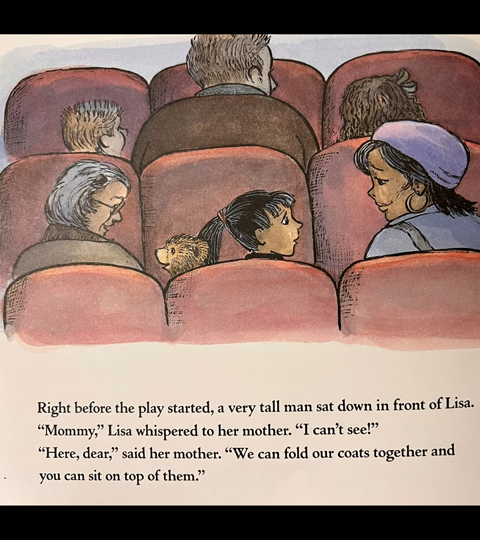 Right before the play started, a very tall man sat down in front of Lisa.
“Mommy,” Lisa whispered to her mother. “I can’t see!”
“Here, dear,” said her mother. “We can fold our coats together and
you can sit on top of them.”